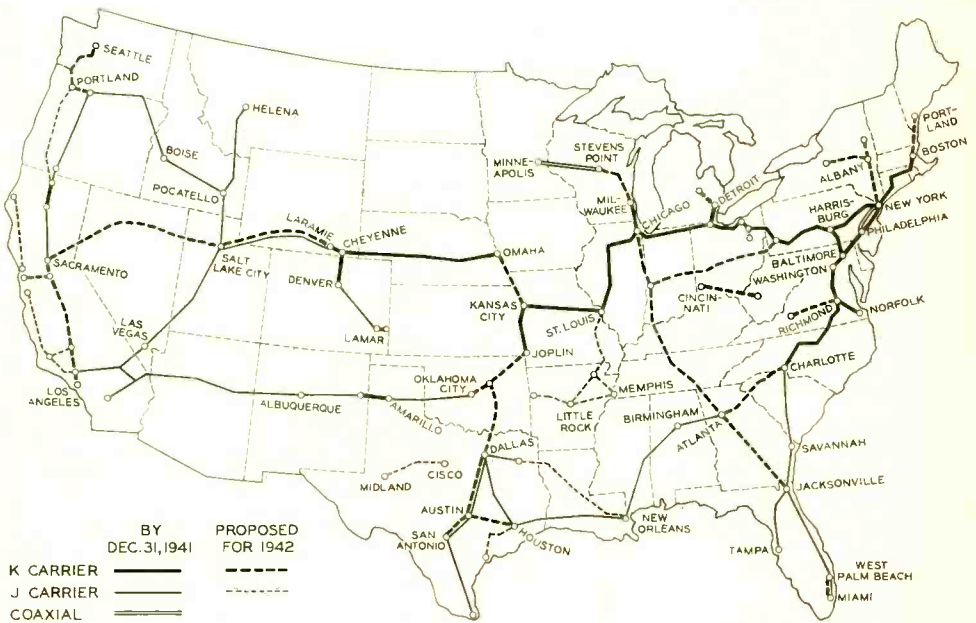 SEATTLE
PORTLAND
HELENA
BOISE
POCATELLO
STEVENS
POINT
MINNE-
APOLIS
MIL-
WAUKEE
CHICAGO
DETROIT
PORT-
LAND
BOSTON
ALBANY
HARRIS-
BURG
NEW YORK
PHILADELPHIA
BALTIMORE
WASHINGTON
LARAMIE
CHEYENNE
OMAHA
SACRAMENTO
SALT
LAKE CITY
DENVER
KANSAS
CITY
ST. LOUIS
CINCIN-
NATI
RICHMOND
NORFOLK
LAS
VEGAS
LAMAR
JOPLIN
CHARLOTTE
LOS
ANGELES
ALBUQUERQUE
AMARILLO
OKLAHOMA
CITY
LITTLE
ROCK
MEMPHIS
BIRMINGHAM
ATLANTA
SAVANNAH
MIDLAND
CISCO
DALLAS
JACKSONVILLE
AUSTIN
SAN
ANTONIO
HOUSTON
NEW
ORLEANS
TAMPA
WEST
PALM BEACH
MIAMI
BY
DEC. 31, 1941
PROPOSED
FOR 1942
K CARRIER
J CARRIER
COAXIAL